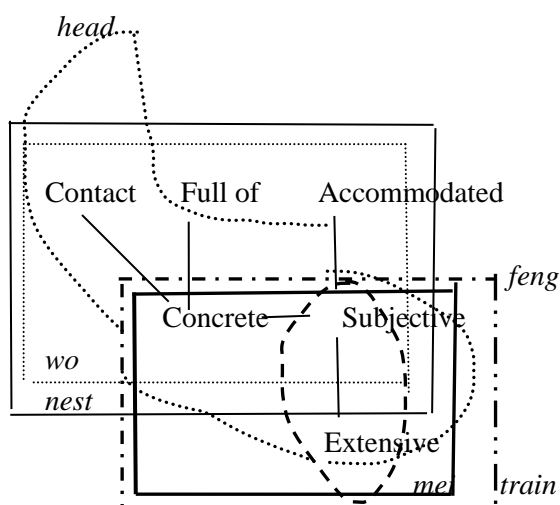 head
Contact Full of Accommodated
feng
Concrete Subjective
wo
nest
Extensive
mei train